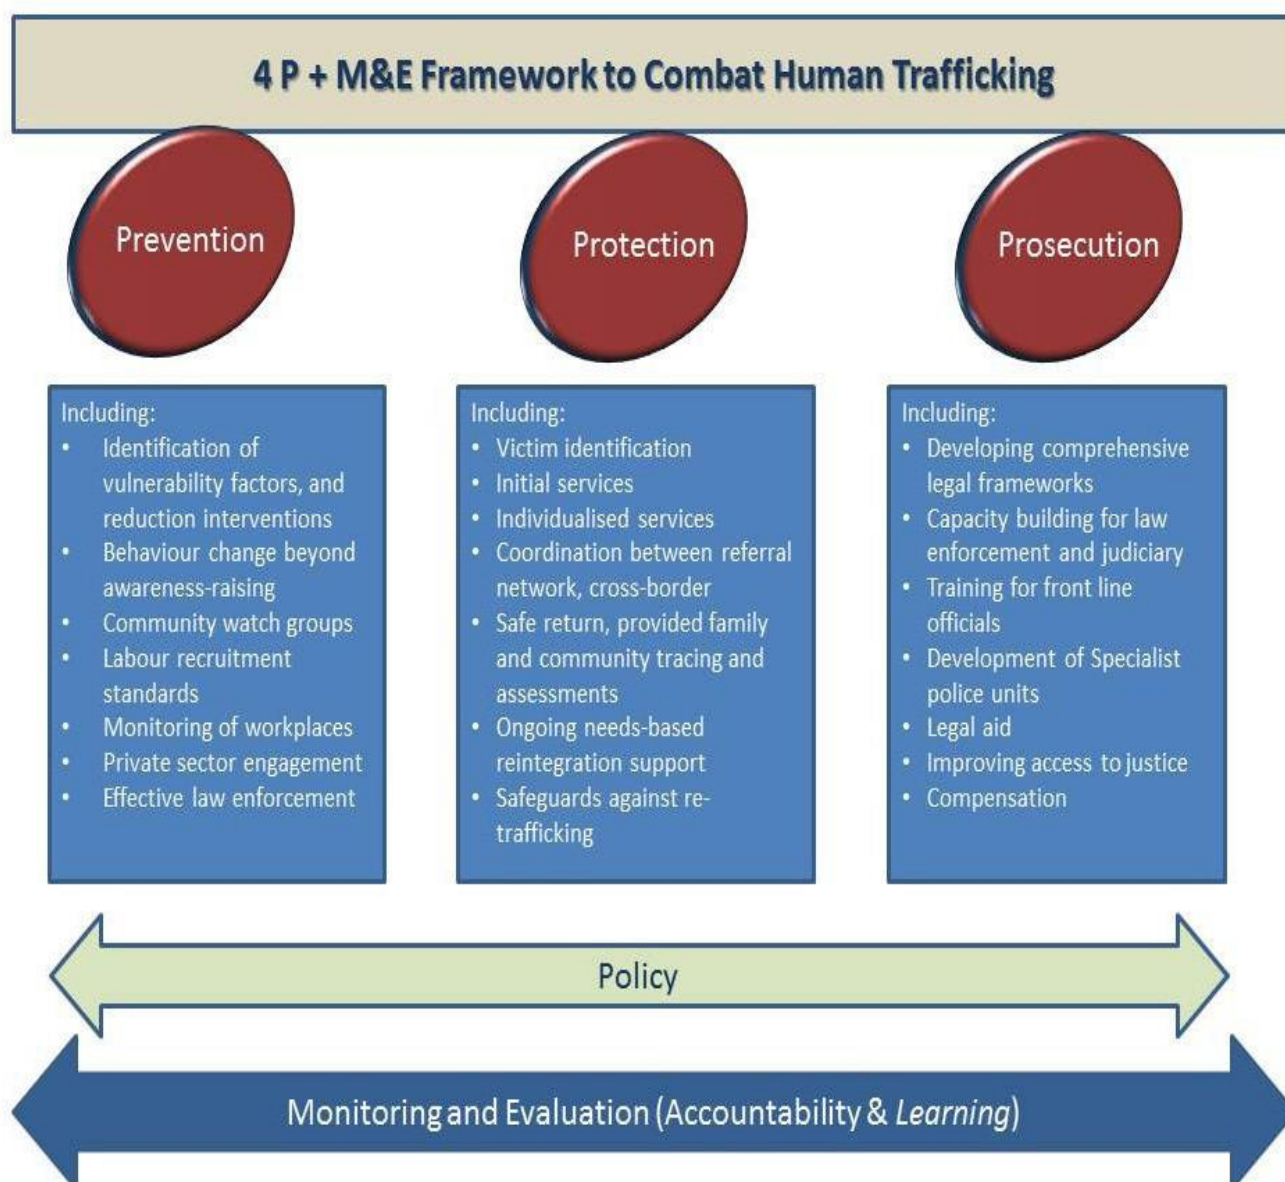 4 P + M&E Framework to Combat Human Trafficking
Prevention
Protection
Prosecution
Including:
• Identification of
vulnerability factors, and
reduction interventions
• Behaviour change beyond
awareness-raising
• Community watch groups
• Labour recruitment
standards
• Monitoring of workplaces
• Private sector engagement
• Effective law enforcement
Including:
• Victim identification
• Initial services
• Individualised services
• Coordination between referral
network, cross-border
• Safe return, provided family
and community tracing and
assessments
• Ongoing needs-based
reintegration support
• Safeguards against re-
trafficking
Including:
• Developing comprehensive
legal frameworks
• Capacity building for law
enforcement and judiciary
• Training for front line
officials
• Development of Specialist
police units
• Legal aid
• Improving access to justice
• Compensation
Policy
Monitoring and Evaluation (Accountability & Learning)